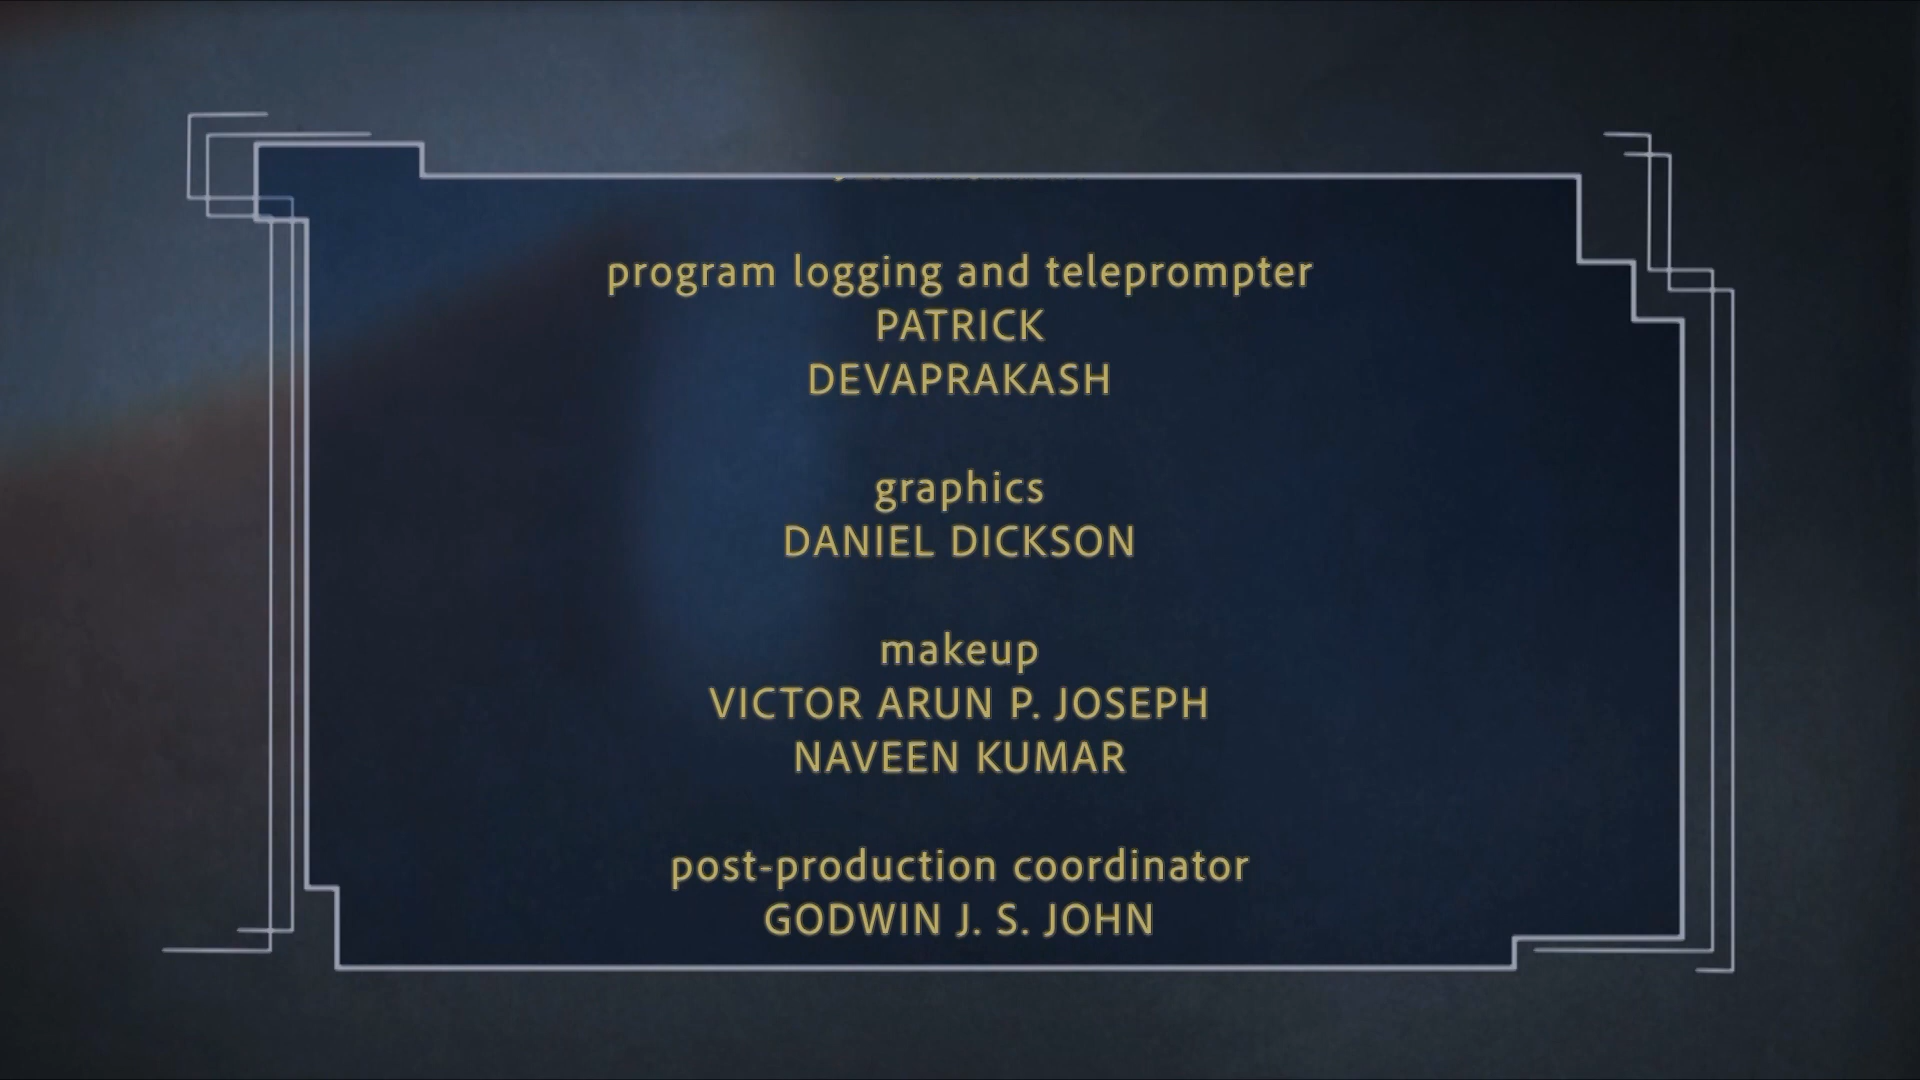 program logging and teleprompter
PATRICK
DEVAPRAKASH
graphics
DANIEL DICKSON
makeup
VICTOR ARUN P. JOSEPH
NAVEEN KUMAR
post-production coordinator
GODWIN J. S. JOHN